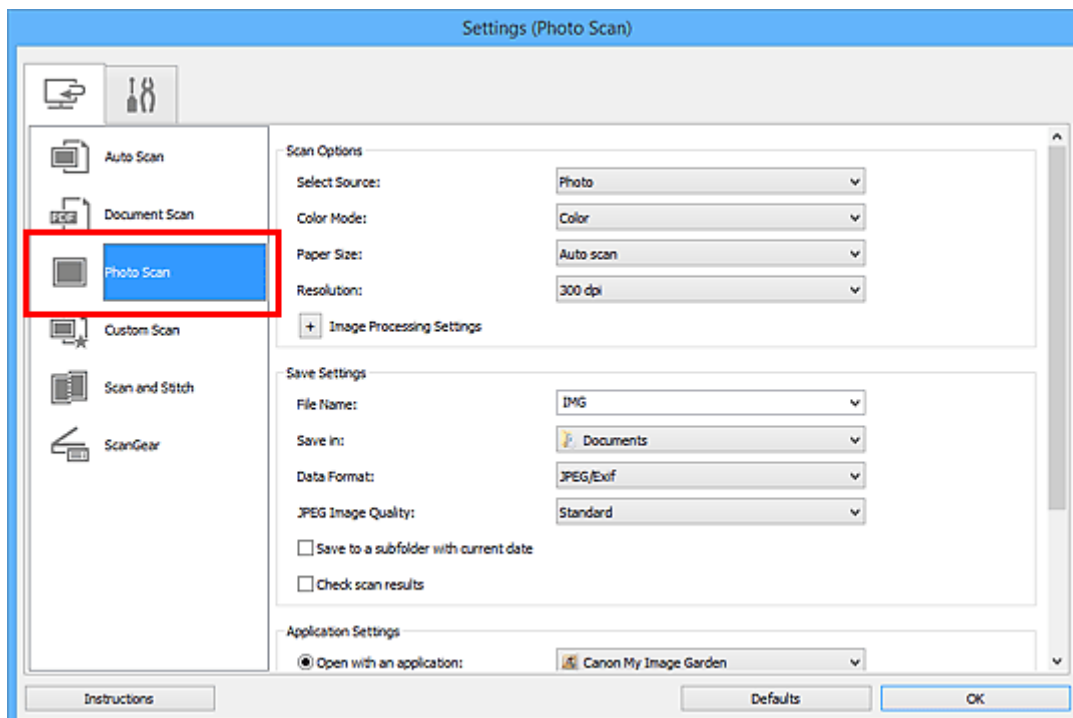 Settings (Photo Scan)
Auto Scan
PDF
Document Scan
Photo Scan
Custom Scan
Scan and Stitch
ScanGear
Scan Options
Select Source: Photo
Color Mode: Color
Paper Size: Auto scan
Resolution: 300 dpi
+ Image Processing Settings
Save Settings
File Name: IMG
Save in: Documents
Data Format: JPEG/Exif
JPEG Image Quality: Standard
Save to a subfolder with current date
Check scan results
Application Settings
Open with an application: Canon My Image Garden
Instructions Defaults OK